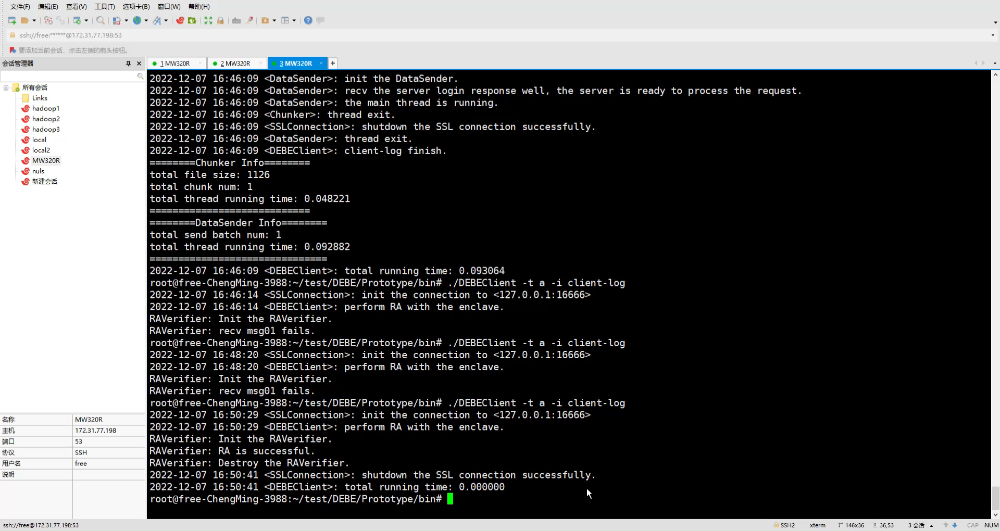 文件(F) 编辑(E) 查看(V) 工具(T) 选项卡(B) 窗口(W) 帮助(H)
ssh://free:******@172.31.77.198:53
要添加当前会话，点击左侧的箭头按钮。
会话管理器
1 MW320R
2 MW320R
3 MW320R
所有会话
Links
hadoop1
hadoop2
hadoop3
local
local2
MW320R
nuls
新建会话
名称 MW320R
主机 172.31.77.198
端口 53
协议 SSH
用户名 free
说明
2022-12-07 16:46:09 <DataSender>: init the DataSender.
2022-12-07 16:46:09 <DataSender>: recv the server login response well, the server is ready to process the request.
2022-12-07 16:46:09 <DataSender>: the main thread is running.
2022-12-07 16:46:09 <Chunker>: thread exit.
2022-12-07 16:46:09 <SSLConnection>: shutdown the SSL connection successfully.
2022-12-07 16:46:09 <DataSender>: thread exit.
2022-12-07 16:46:09 <DEBEClient>: client-log finish.
========Chunker Info========
total file size: 1126
total chunk num: 1
total thread running time: 0.048221
============================
========DataSender Info========
total send batch num: 1
total thread running time: 0.092882
===============================
2022-12-07 16:46:09 <DEBEClient>: total running time: 0.093064
root@free-ChengMing-3988:~/test/DEBE/Prototype/bin# ./DEBEClient -t a -i client-log
2022-12-07 16:46:14 <SSLConnection>: init the connection to <127.0.0.1:16666>
2022-12-07 16:46:14 <DEBEClient>: perform RA with the enclave.
RAVerifier: Init the RAVerifier.
RAVerifier: recv msg01 fails.
root@free-ChengMing-3988:~/test/DEBE/Prototype/bin# ./DEBEClient -t a -i client-log
2022-12-07 16:48:20 <SSLConnection>: init the connection to <127.0.0.1:16666>
2022-12-07 16:48:20 <DEBEClient>: perform RA with the enclave.
RAVerifier: Init the RAVerifier.
RAVerifier: recv msg01 fails.
root@free-ChengMing-3988:~/test/DEBE/Prototype/bin# ./DEBEClient -t a -i client-log
2022-12-07 16:50:29 <SSLConnection>: init the connection to <127.0.0.1:16666>
2022-12-07 16:50:29 <DEBEClient>: perform RA with the enclave.
RAVerifier: Init the RAVerifier.
RAVerifier: RA is successful.
RAVerifier: Destroy the RAVerifier.
2022-12-07 16:50:41 <SSLConnection>: shutdown the SSL connection successfully.
2022-12-07 16:50:41 <DEBEClient>: total running time: 0.000000
root@free-ChengMing-3988:~/test/DEBE/Prototype/bin#
ssh://free@172.31.77.198:53 SSH2 xterm 146x36 36,53 3 会话 CAP NUM